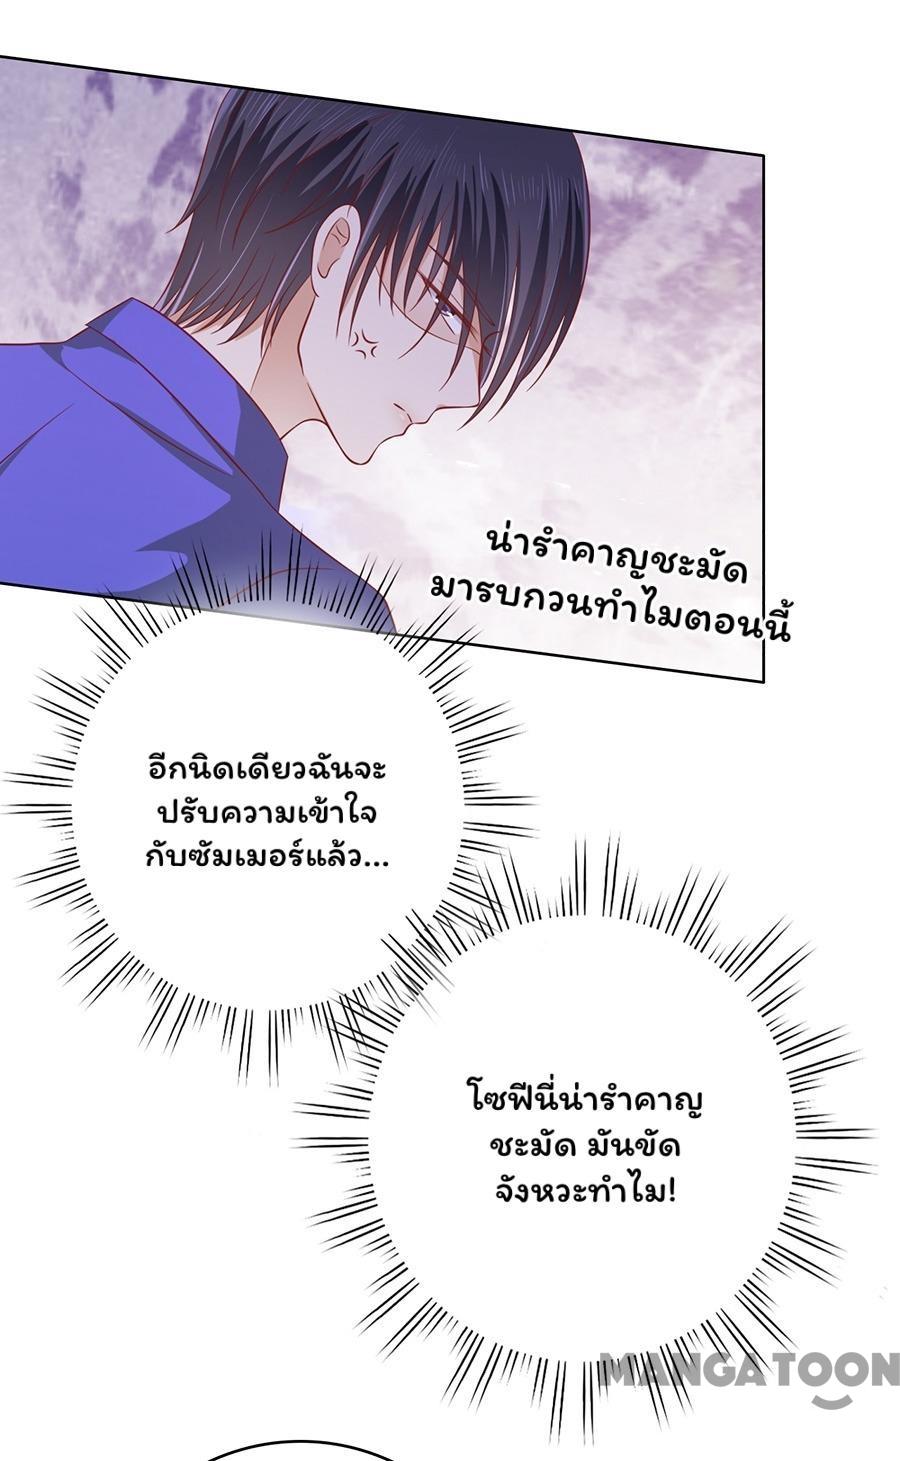 น่ารำคาญชะมัด
มารบกวนทำไมตอนนี้
อีกนิดเดียวฉันจะ
ปรับความเข้าใจ
กับซัมเมอร์แล้ว...
โซฟีนี่น่ารำคาญ
ชะมัด มันขัด
จังหวะทำไม!
MANGATOON